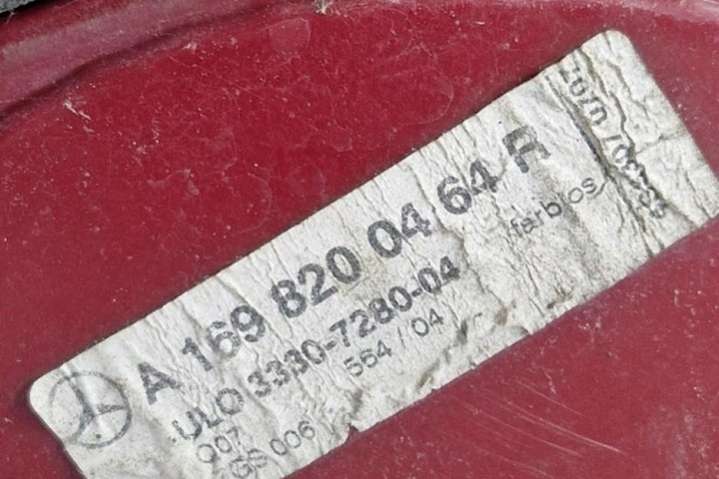 A 169 820 04 64 R
ULO 3330-7280-04 farblos
007 564 / 04
GS 006